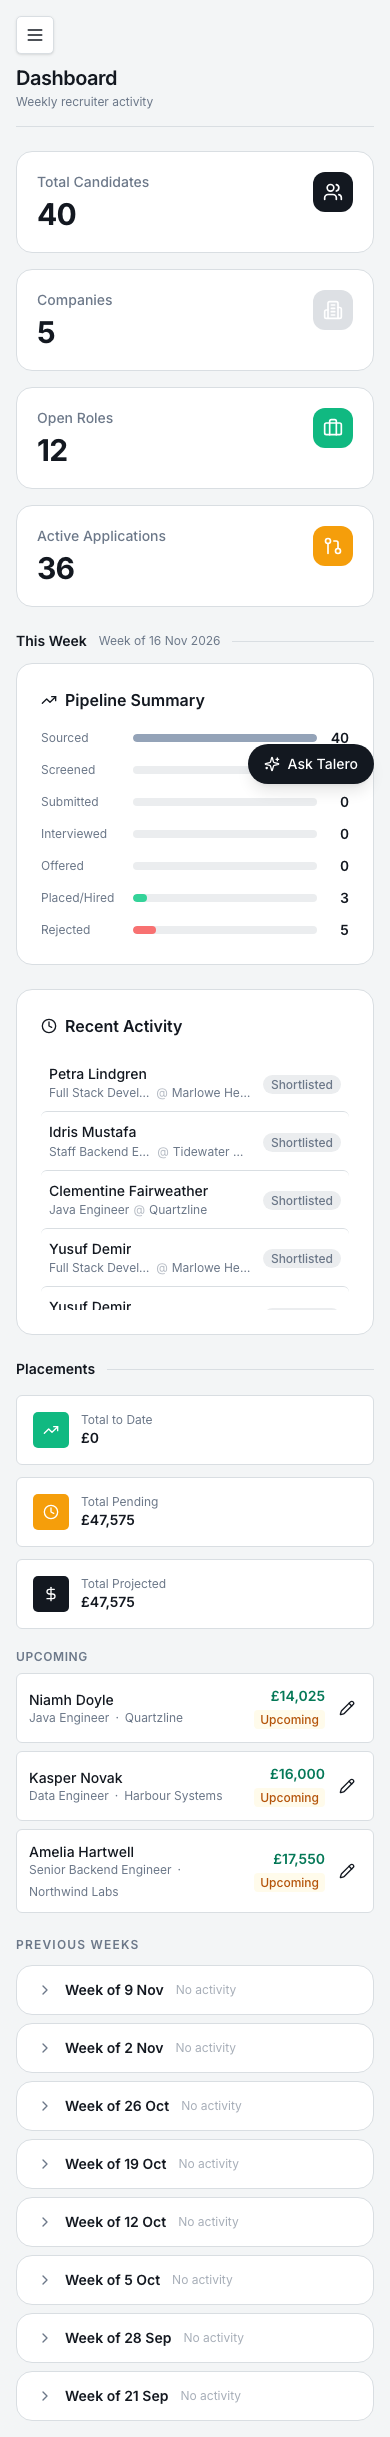 Dashboard
Weekly recruiter activity
Total Candidates
40
Companies
5
Open Roles
12
Active Applications
36
This Week Week of 16 Nov 2026
Pipeline Summary
Sourced 40
Screened
Ask Talero
Submitted 0
Interviewed 0
Offered 0
Placed/Hired 3
Rejected 5
Recent Activity
Petra Lindgren
Full Stack Devel... @ Marlowe He... Shortlisted
Idris Mustafa
Staff Backend E... @ Tidewater ... Shortlisted
Clementine Fairweather
Java Engineer @ Quartzline Shortlisted
Yusuf Demir
Full Stack Devel... @ Marlowe He... Shortlisted
Yusuf Demir
Placements
Total to Date
£0
Total Pending
£47,575
Total Projected
£47,575
UPCOMING
Niamh Doyle £14,025
Java Engineer · Quartzline Upcoming
Kasper Novak £16,000
Data Engineer · Harbour Systems Upcoming
Amelia Hartwell £17,550
Senior Backend Engineer · Upcoming
Northwind Labs
PREVIOUS WEEKS
Week of 9 Nov No activity
Week of 2 Nov No activity
Week of 26 Oct No activity
Week of 19 Oct No activity
Week of 12 Oct No activity
Week of 5 Oct No activity
Week of 28 Sep No activity
Week of 21 Sep No activity